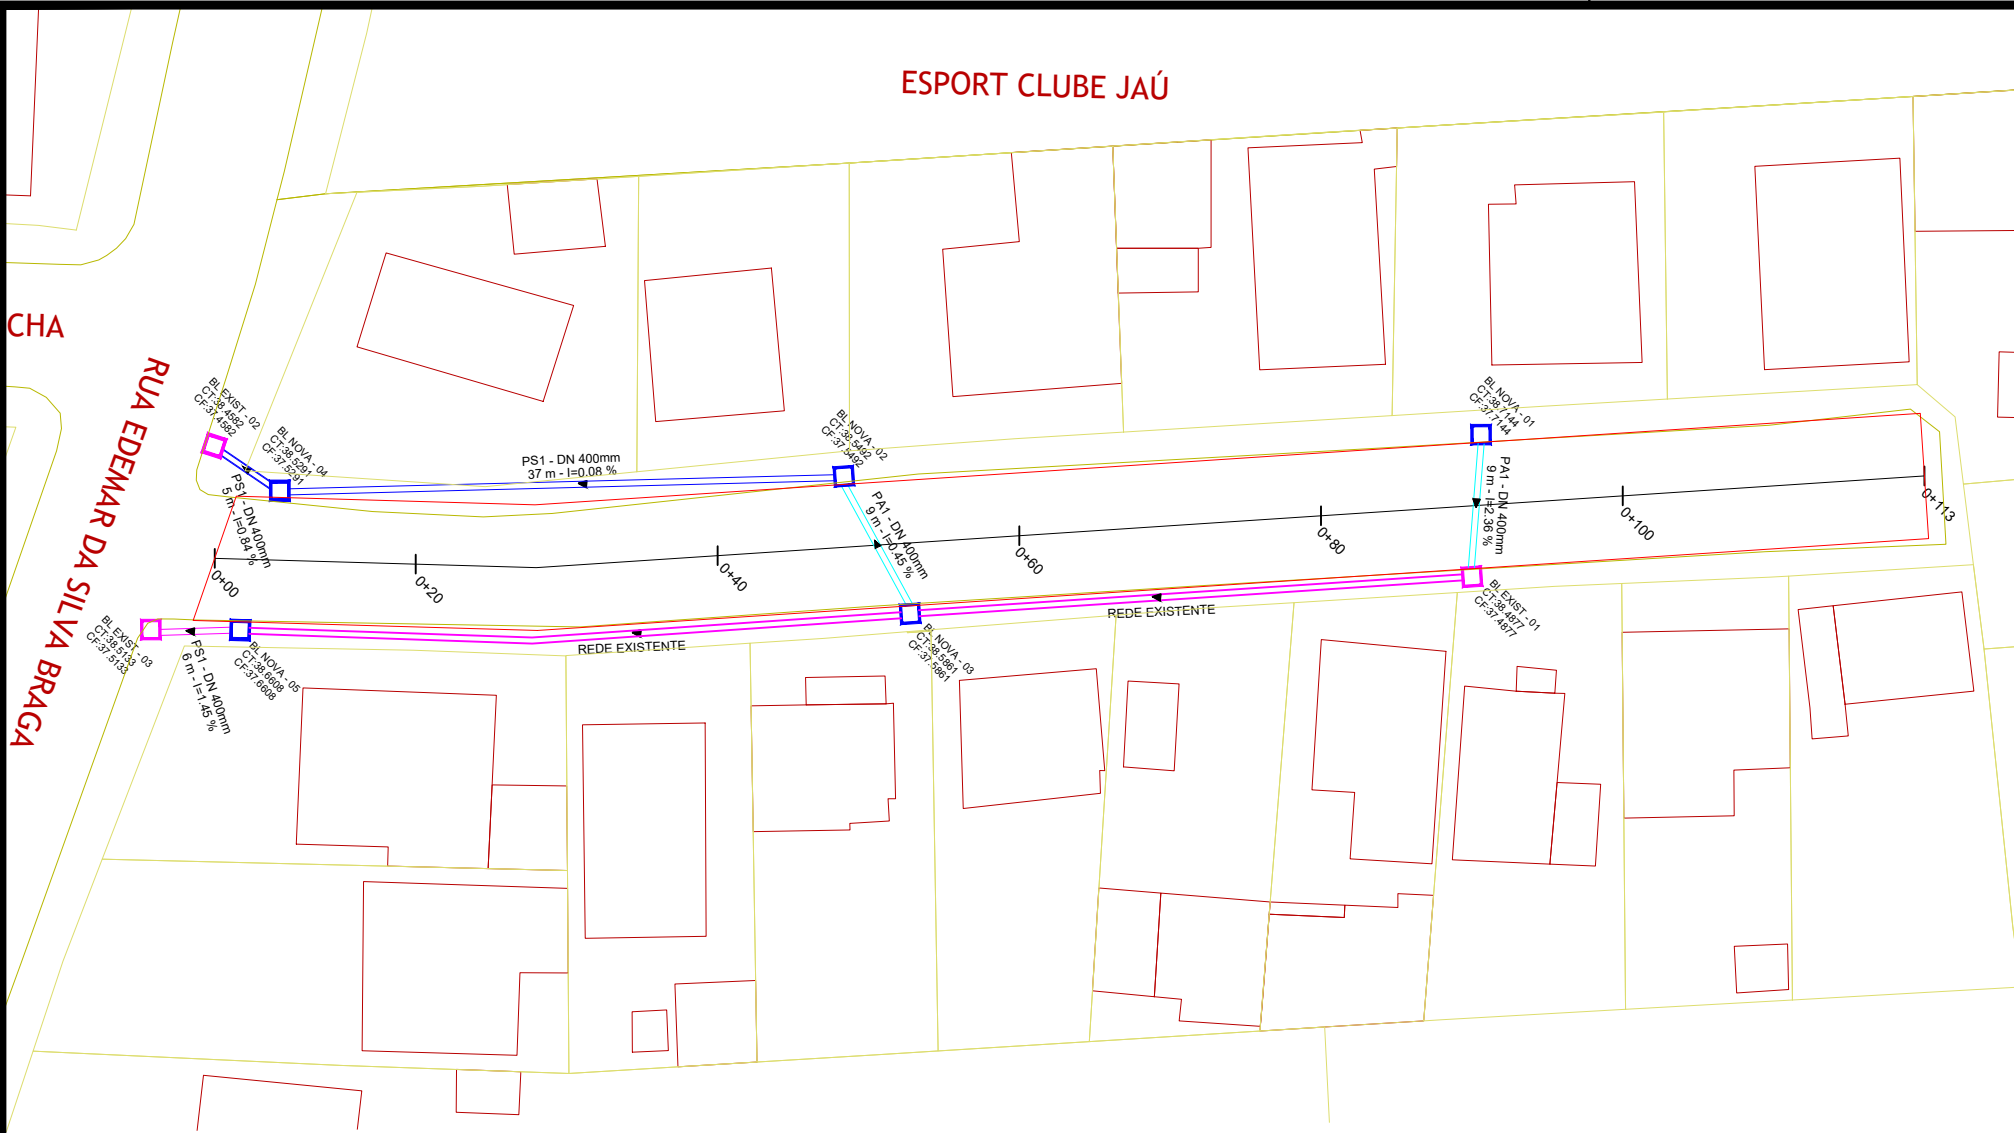 ESPORT CLUBE JAÚ
CHA
RUA EDEMAR DA SILVA BRAGA
BL EXIST - 02
CT:38.4582
CF:37.4582
BL NOVA - 04
CT:38.5291
CF:37.5291
PS1 - DN 400mm
5 m - I=0.84 %
PS1 - DN 400mm
37 m - I=0.08 %
BL NOVA - 02
CT:38.5492
CF:37.5492
PA1 - DN 400mm
9 m - I=0.45 %
BL NOVA - 01
CT:38.7144
CF:37.7144
PA1 - DN 400mm
9 m - I=2.36 %
0+00
0+20
0+40
0+60
0+80
0+100
0+113
BL EXIST - 03
CT:38.5133
CF:37.5133
PS1 - DN 400mm
6 m - I=1.45 %
BL NOVA - 05
CT:38.6608
CF:37.6608
REDE EXISTENTE
BL NOVA - 03
CT:38.5861
CF:37.5861
REDE EXISTENTE
BL EXIST - 01
CT:38.4877
CF:37.4877